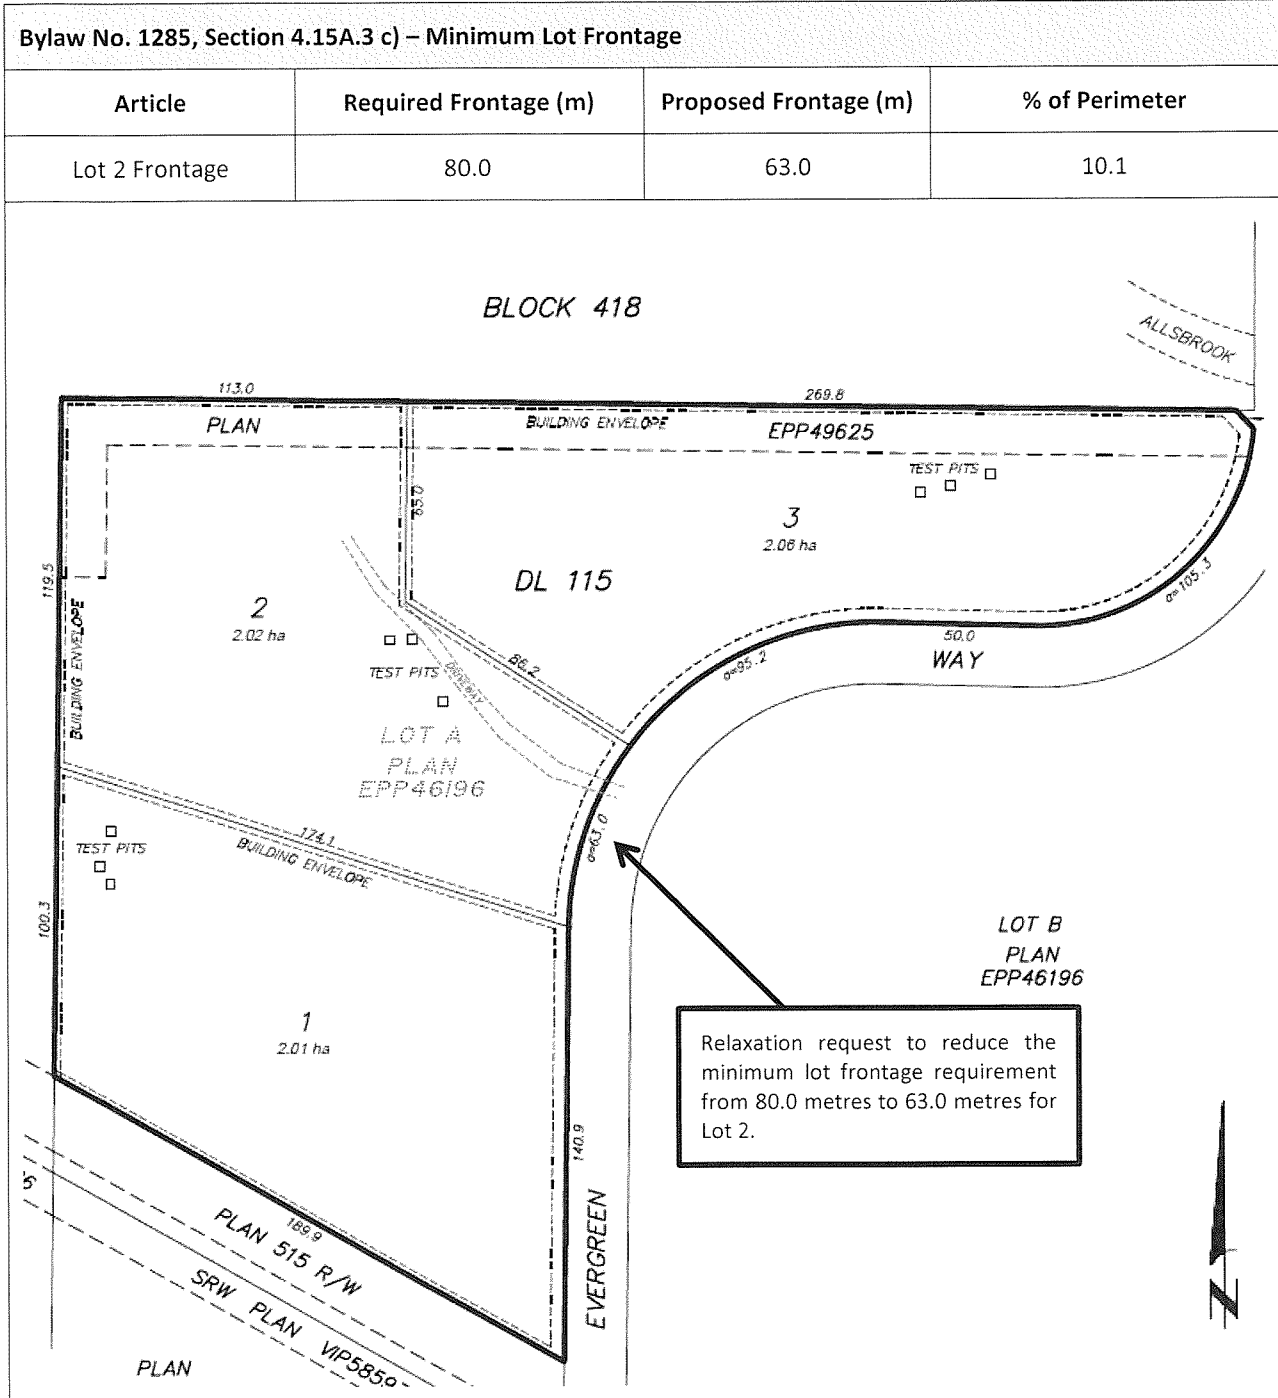 Bylaw No. 1285, Section 4.15A.3 c) – Minimum Lot Frontage
Article Required Frontage (m) Proposed Frontage (m) % of Perimeter
Lot 2 Frontage 80.0 63.0 10.1
BLOCK 418
ALLSBROOK
113.0
269.8
PLAN
BUILDING ENVELOPE
EPP49625
TEST PITS
65.0
3
2.06 ha
DL 115
119.5
2
2.02 ha
a=105.3
50.0
WAY
a=95.2
86.2
BUILDING ENVELOPE
TEST PITS
DRIVEWAY
LOT A
PLAN
EPP46196
174.1
BUILDING ENVELOPE
TEST PITS
a=63.0
100.3
LOT B
PLAN
EPP46196
1
2.01 ha
Relaxation request to reduce the
minimum lot frontage requirement
from 80.0 metres to 63.0 metres for
Lot 2.
140.9
EVERGREEN
189.9
PLAN 515 R/W
SRW PLAN VIP5859
PLAN
N